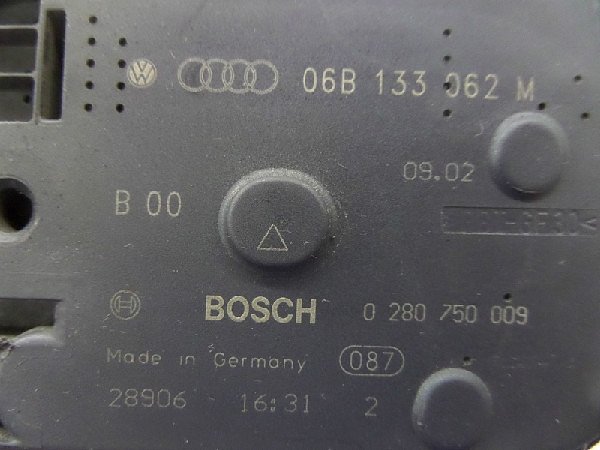 06B 133 062 M
09.02
B 00
BOSCH 0 280 750 009
Made in Germany 087
28906 16:31 2